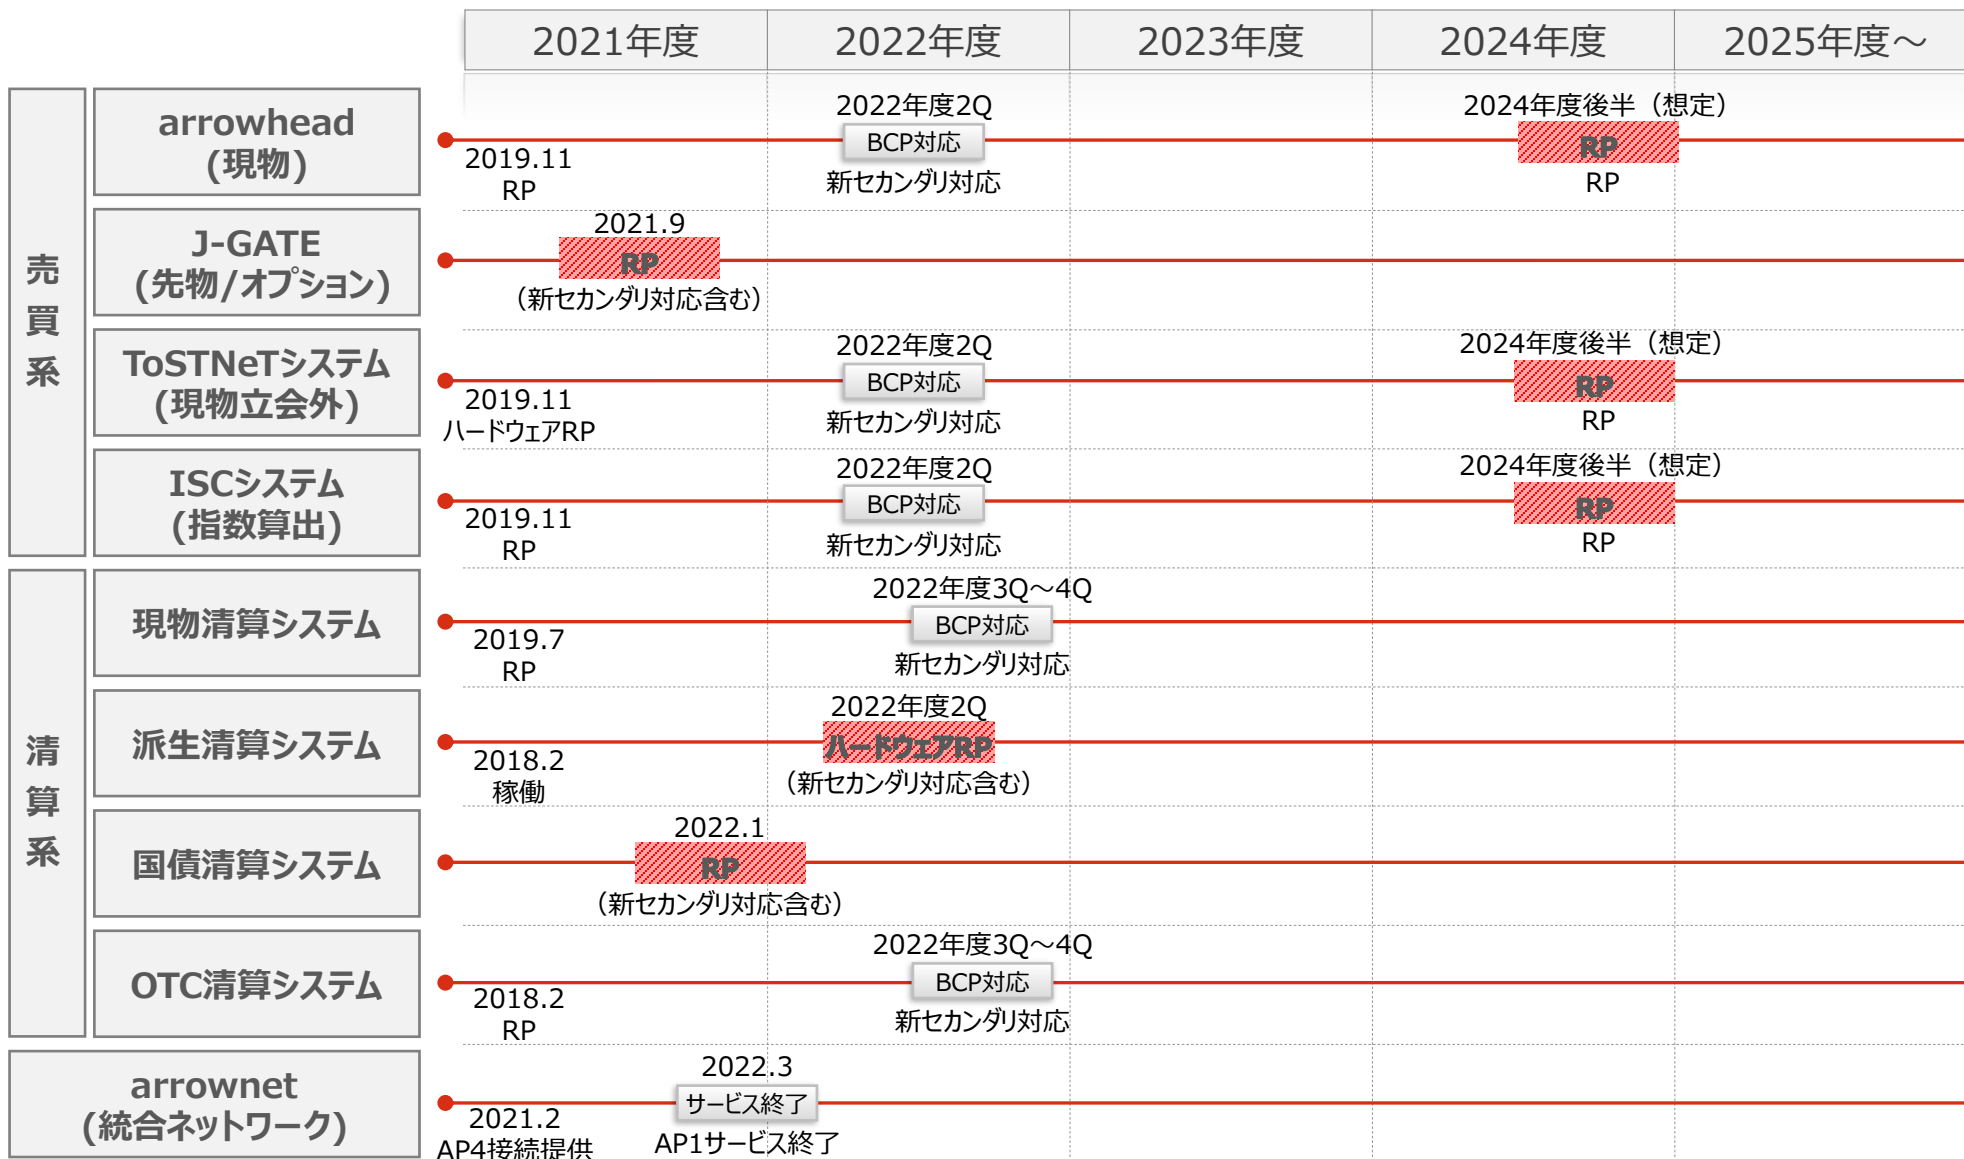 2021年度
2022年度
2023年度
2024年度
2025年度～
売買系
arrowhead
(現物)
2019.11
RP
2022年度2Q
BCP対応
新セカンダリ対応
2024年度後半（想定）
RP
RP
J-GATE
(先物/オプション)
2021.9
RP
（新セカンダリ対応含む）
ToSTNeTシステム
(現物立会外)
2019.11
ハードウェアRP
2022年度2Q
BCP対応
新セカンダリ対応
2024年度後半（想定）
RP
RP
ISCシステム
(指数算出)
2019.11
RP
2022年度2Q
BCP対応
新セカンダリ対応
2024年度後半（想定）
RP
RP
清算系
現物清算システム
2019.7
RP
2022年度3Q～4Q
BCP対応
新セカンダリ対応
派生清算システム
2018.2
稼働
2022年度2Q
ハードウェアRP
（新セカンダリ対応含む）
国債清算システム
2022.1
RP
（新セカンダリ対応含む）
OTC清算システム
2018.2
RP
2022年度3Q～4Q
BCP対応
新セカンダリ対応
arrownet
(統合ネットワーク)
2021.2
AP4接続提供
2022.3
サービス終了
AP1サービス終了